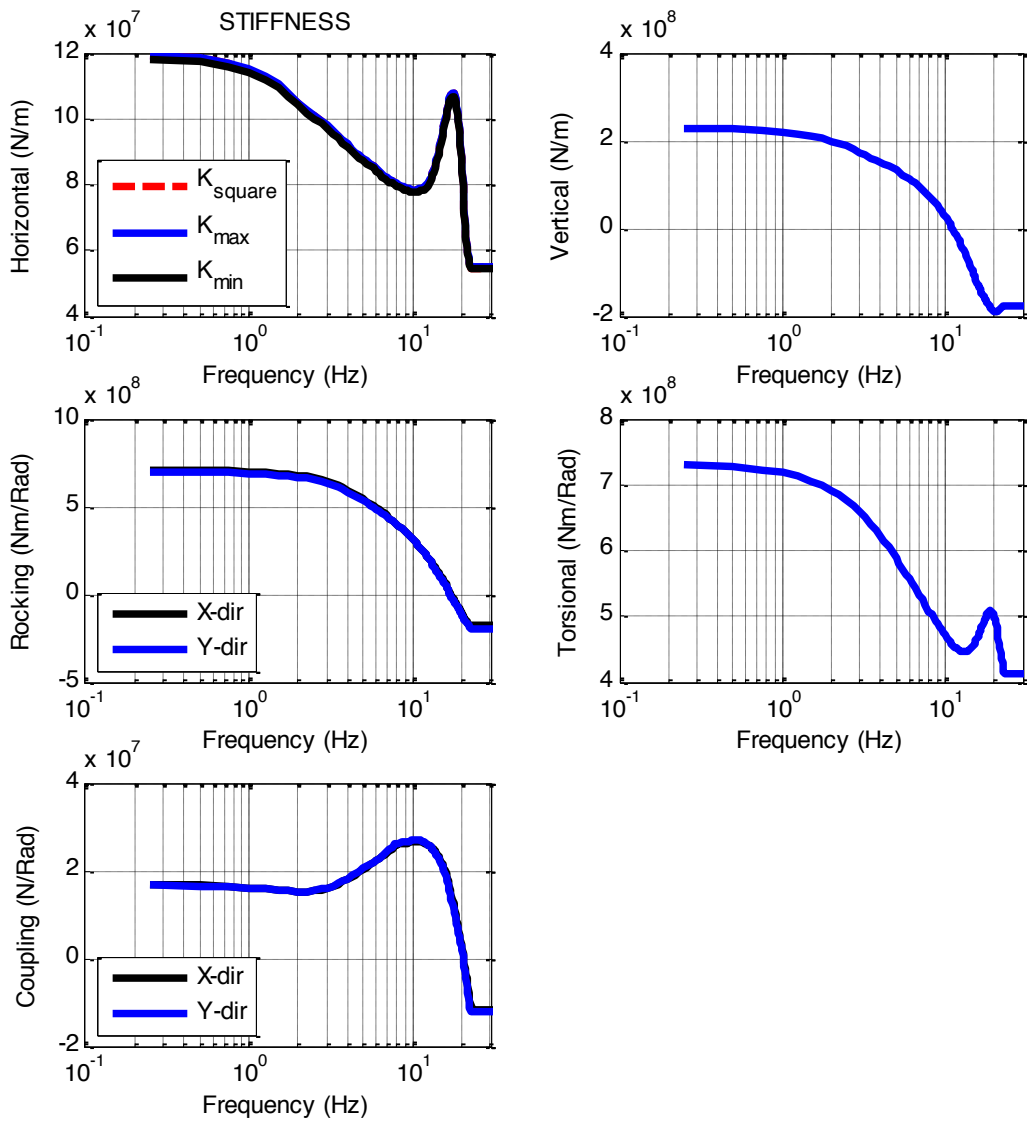 STIFFNESS
x 10^7
12
10
8
6
4
Horizontal (N/m)
K_square
K_max
K_min
10^-1
10^0
10^1
Frequency (Hz)
x 10^8
4
2
0
-2
Vertical (N/m)
10^-1
10^0
10^1
Frequency (Hz)
x 10^8
10
5
0
-5
Rocking (Nm/Rad)
X-dir
Y-dir
10^-1
10^0
10^1
Frequency (Hz)
x 10^8
8
7
6
5
4
Torsional (Nm/Rad)
10^-1
10^0
10^1
Frequency (Hz)
x 10^7
4
2
0
-2
Coupling (N/Rad)
X-dir
Y-dir
10^-1
10^0
10^1
Frequency (Hz)